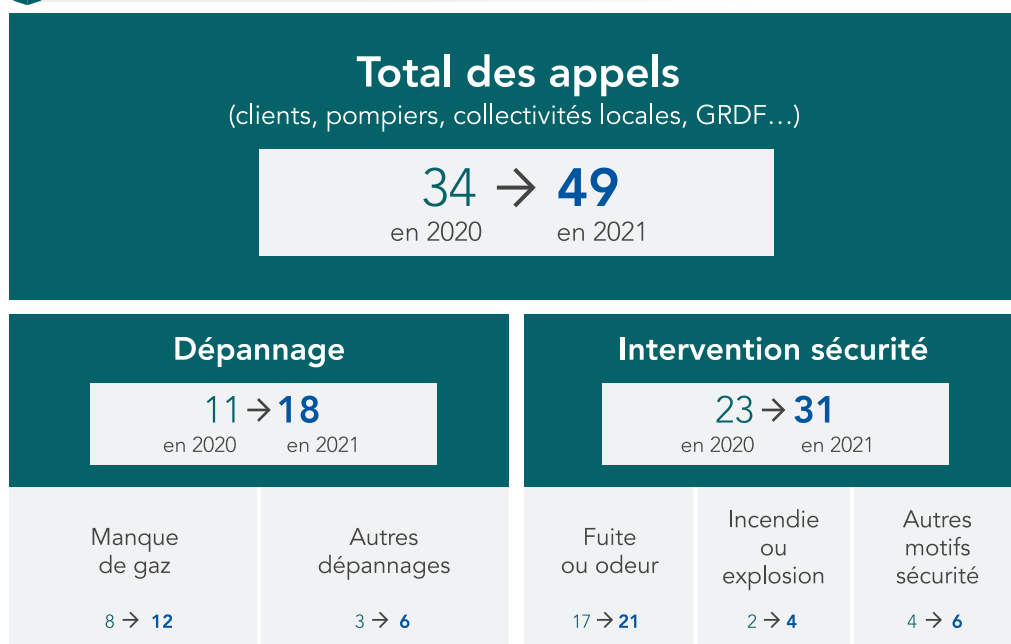 Total des appels
(clients, pompiers, collectivités locales, GRDF...)
34 → 49
en 2020 en 2021
Dépannage
11 → 18
en 2020 en 2021
Manque
de gaz
8 → 12
Autres
dépannages
3 → 6
Intervention sécurité
23 → 31
en 2020 en 2021
Fuite
ou odeur
17 → 21
Incendie
ou
explosion
2 → 4
Autres
motifs
sécurité
4 → 6